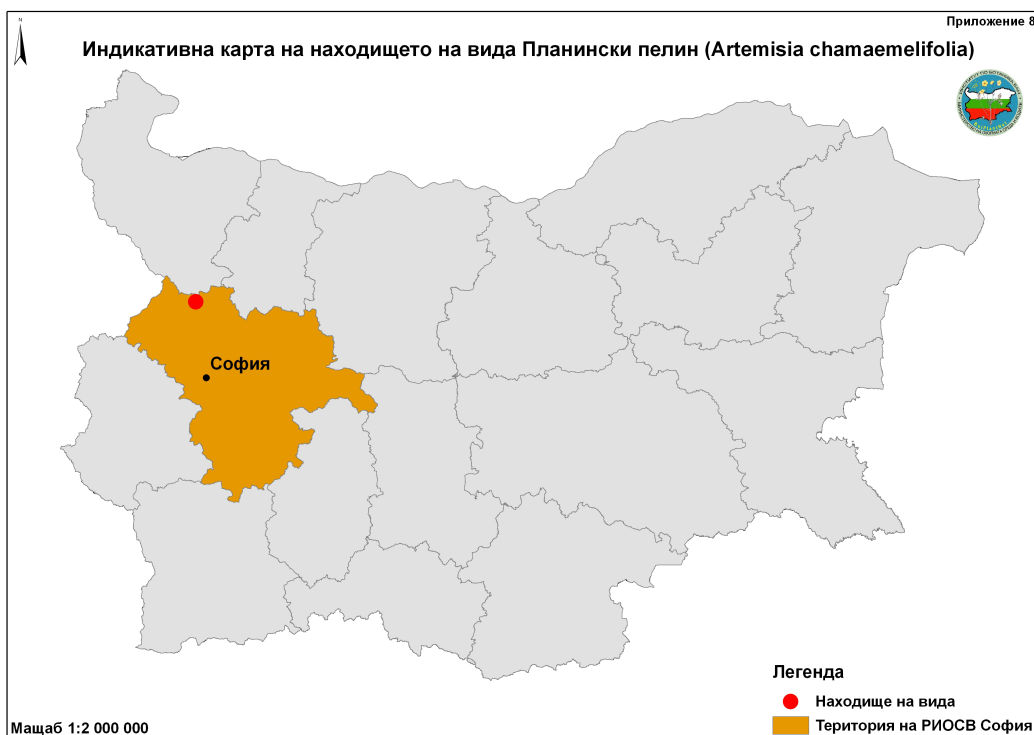 Приложение 8
N
Индикативна карта на находището на вида Планински пелин (Artemisia chamaemelifolia)
София
Легенда
Находище на вида
Територия на РИОСВ София
Мащаб 1:2 000 000